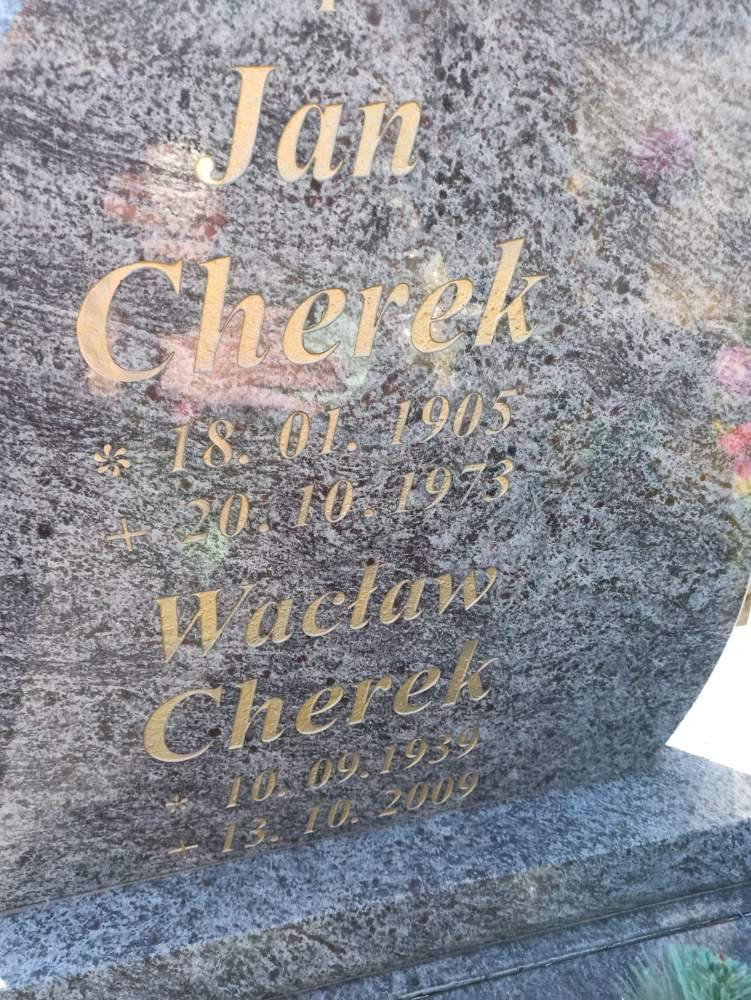 Jan
Cherek
* 18. 01. 1905
+ 20. 10. 1973
Wacław
Cherek
* 10. 09. 1939
+ 13. 10. 2009